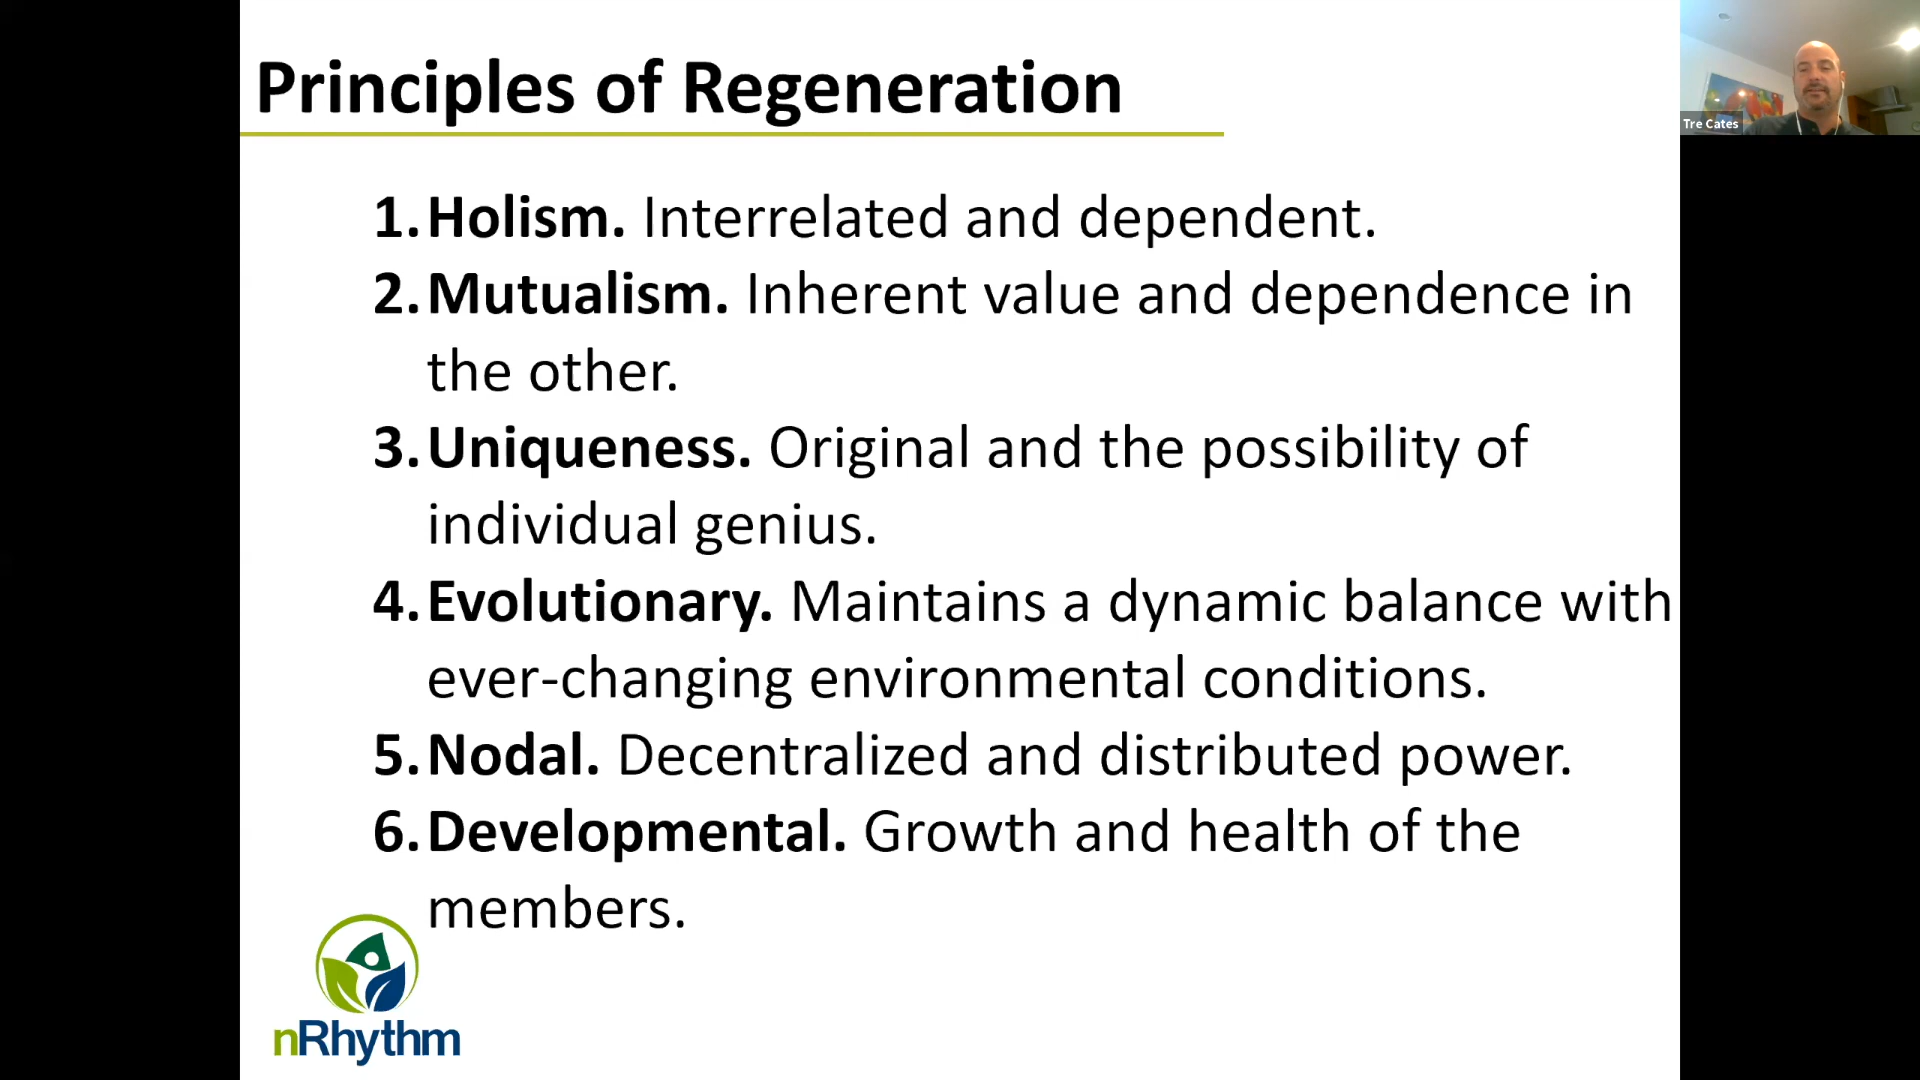 Principles of Regeneration
Tre Cates
1. Holism. Interrelated and dependent.
2. Mutualism. Inherent value and dependence in
the other.
3. Uniqueness. Original and the possibility of
individual genius.
4. Evolutionary. Maintains a dynamic balance with
ever-changing environmental conditions.
5. Nodal. Decentralized and distributed power.
6. Developmental. Growth and health of the
members.
nRhythm